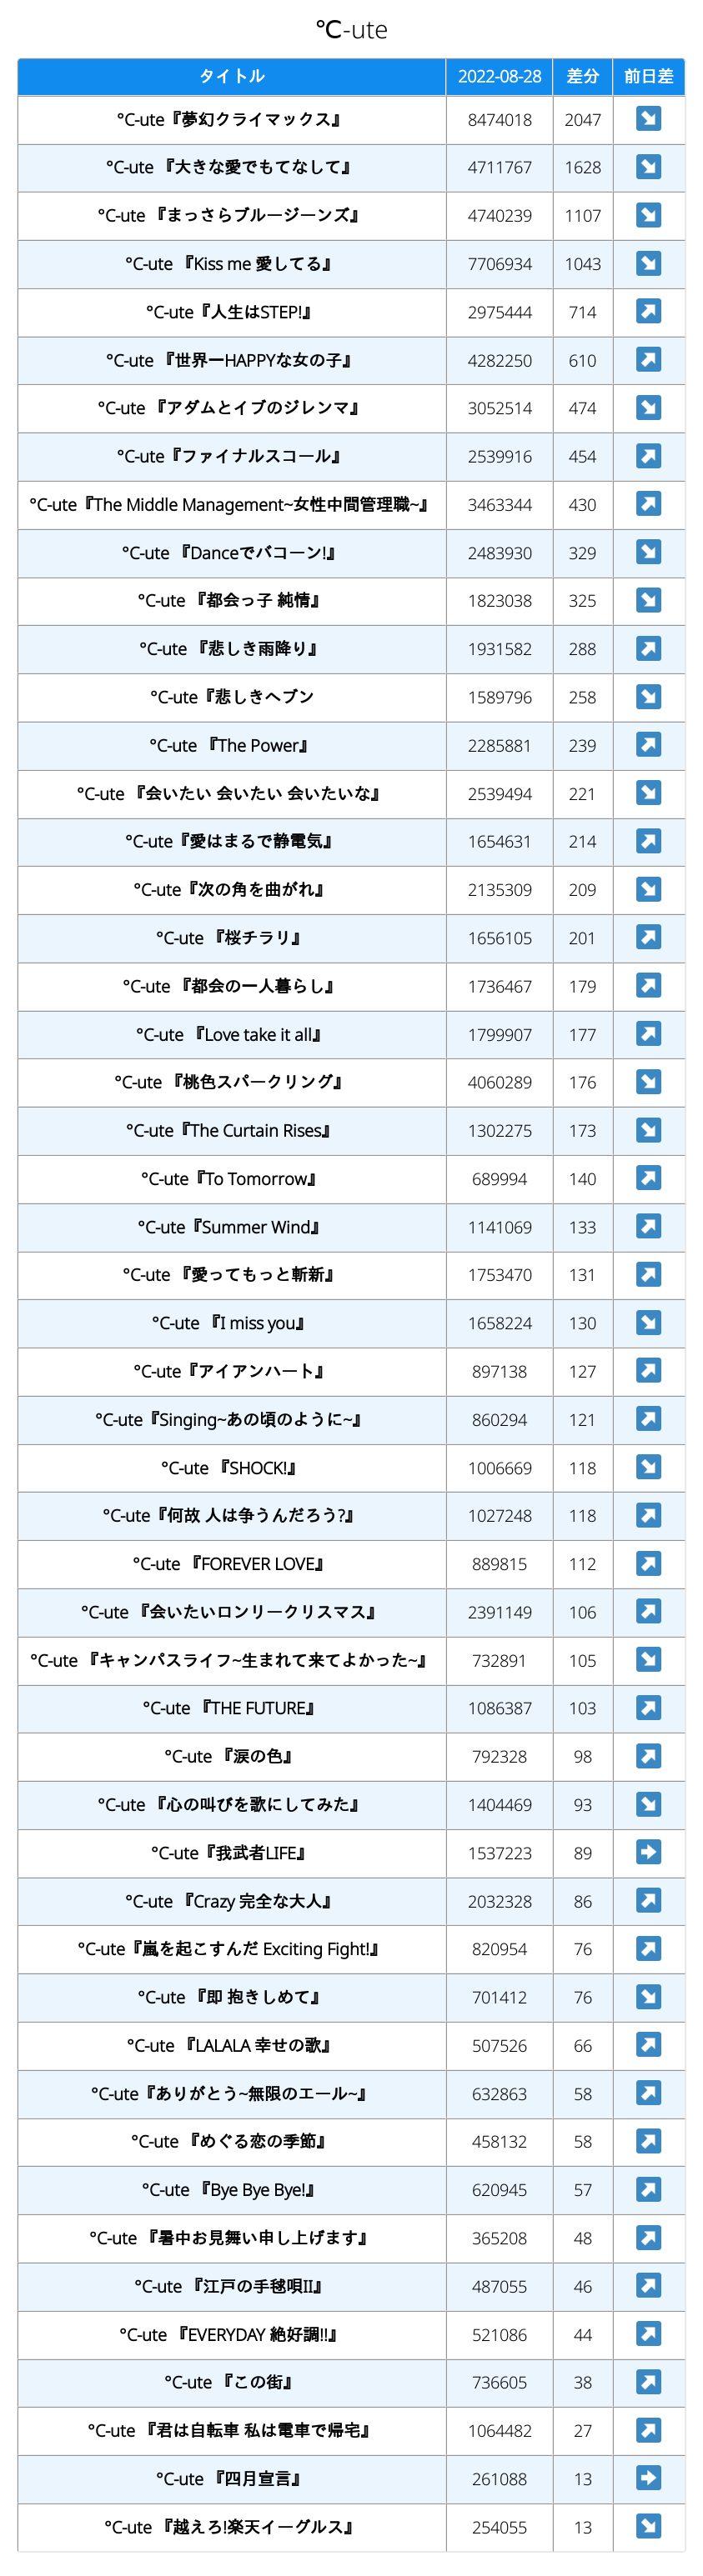 ℃-ute
タイトル 2022-08-28 差分 前日差
°C-ute『夢幻クライマックス』 8474018 2047 ↘
°C-ute 『大きな愛でもてなして』 4711767 1628 ↘
°C-ute 『まっさらブルージーンズ』 4740239 1107 ↘
°C-ute 『Kiss me 愛してる』 7706934 1043 ↘
°C-ute『人生はSTEP!』 2975444 714 ↗
°C-ute 『世界一HAPPYな女の子』 4282250 610 ↗
°C-ute 『アダムとイブのジレンマ』 3052514 474 ↘
°C-ute『ファイナルスコール』 2539916 454 ↗
°C-ute『The Middle Management~女性中間管理職~』 3463344 430 ↗
°C-ute 『Danceでバコーン!』 2483930 329 ↘
°C-ute 『都会っ子 純情』 1823038 325 ↘
°C-ute 『悲しき雨降り』 1931582 288 ↗
°C-ute『悲しきヘブン 1589796 258 ↘
°C-ute 『The Power』 2285881 239 ↗
°C-ute 『会いたい 会いたい 会いたいな』 2539494 221 ↘
°C-ute『愛はまるで静電気』 1654631 214 ↗
°C-ute『次の角を曲がれ』 2135309 209 ↘
°C-ute 『桜チラリ』 1656105 201 ↗
°C-ute 『都会の一人暮らし』 1736467 179 ↗
°C-ute 『Love take it all』 1799907 177 ↗
°C-ute 『桃色スパークリング』 4060289 176 ↘
°C-ute『The Curtain Rises』 1302275 173 ↘
°C-ute『To Tomorrow』 689994 140 ↗
°C-ute『Summer Wind』 1141069 133 ↗
°C-ute 『愛ってもっと斬新』 1753470 131 ↗
°C-ute 『I miss you』 1658224 130 ↘
°C-ute『アイアンハート』 897138 127 ↗
°C-ute『Singing~あの頃のように~』 860294 121 ↗
°C-ute 『SHOCK!』 1006669 118 ↘
°C-ute『何故 人は争うんだろう?』 1027248 118 ↗
°C-ute 『FOREVER LOVE』 889815 112 ↗
°C-ute 『会いたいロンリークリスマス』 2391149 106 ↗
°C-ute 『キャンパスライフ~生まれて来てよかった~』 732891 105 ↘
°C-ute 『THE FUTURE』 1086387 103 ↗
°C-ute 『涙の色』 792328 98 ↗
°C-ute 『心の叫びを歌にしてみた』 1404469 93 ↘
°C-ute『我武者LIFE』 1537223 89 →
°C-ute 『Crazy 完全な大人』 2032328 86 ↗
°C-ute『嵐を起こすんだ Exciting Fight!』 820954 76 ↗
°C-ute 『即 抱きしめて』 701412 76 ↘
°C-ute 『LALALA 幸せの歌』 507526 66 ↗
°C-ute『ありがとう~無限のエール~』 632863 58 ↗
°C-ute 『めぐる恋の季節』 458132 58 ↗
°C-ute 『Bye Bye Bye!』 620945 57 ↗
°C-ute 『暑中お見舞い申し上げます』 365208 48 ↗
°C-ute 『江戸の手毬唄II』 487055 46 ↗
°C-ute 『EVERYDAY 絶好調!!』 521086 44 ↗
°C-ute 『この街』 736605 38 ↗
°C-ute 『君は自転車 私は電車で帰宅』 1064482 27 ↗
°C-ute 『四月宣言』 261088 13 →
°C-ute 『越えろ!楽天イーグルス』 254055 13 ↘